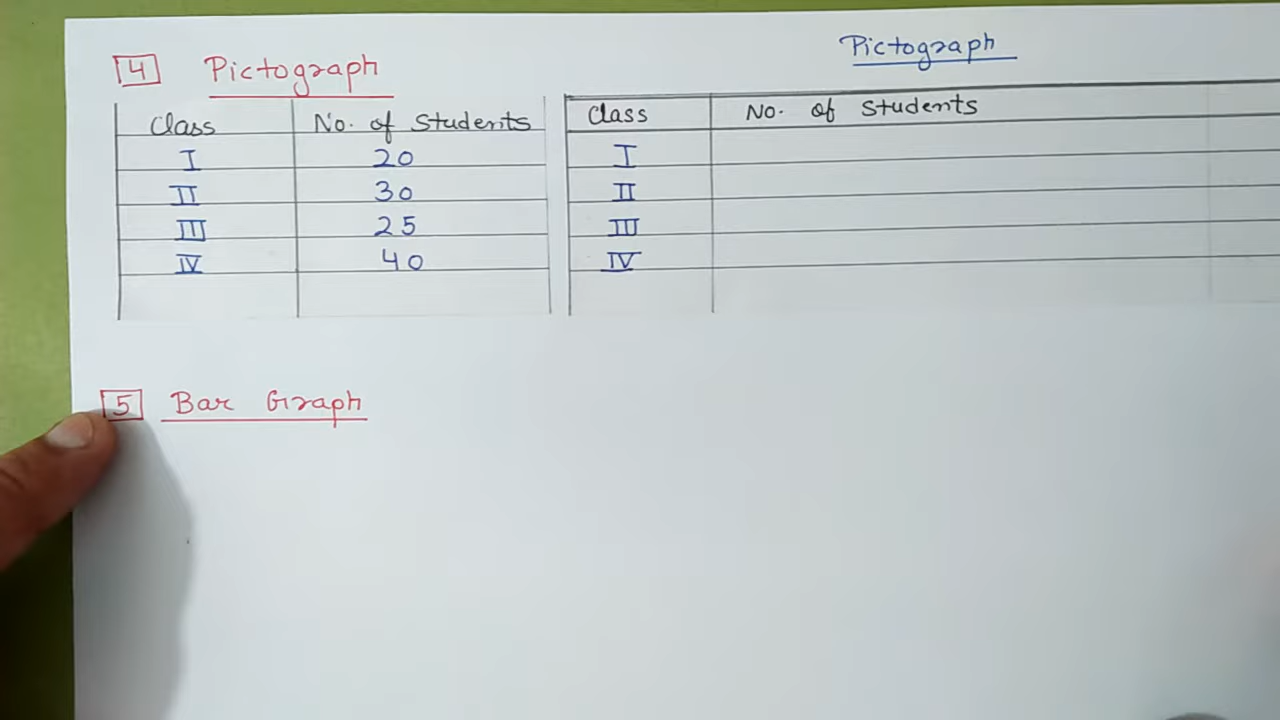 4 Pictograph
Class No. of Students
I 20
II 30
III 25
IV 40
Pictograph
Class No. of Students
I
II
III
IV
5 Bar Graph